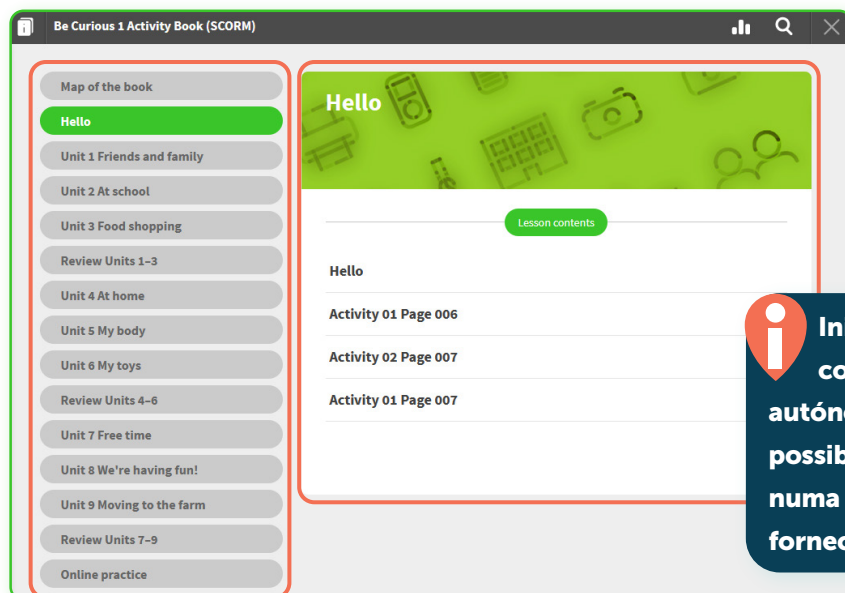 Be Curious 1 Activity Book (SCORM)
Map of the book
Hello
Unit 1 Friends and family
Unit 2 At school
Unit 3 Food shopping
Review Units 1–3
Unit 4 At home
Unit 5 My body
Unit 6 My toys
Review Units 4–6
Unit 7 Free time
Unit 8 We're having fun!
Unit 9 Moving to the farm
Review Units 7–9
Online practice
Hello
Lesson contents
Hello
Activity 01 Page 006
Activity 02 Page 007
Activity 01 Page 007
numa